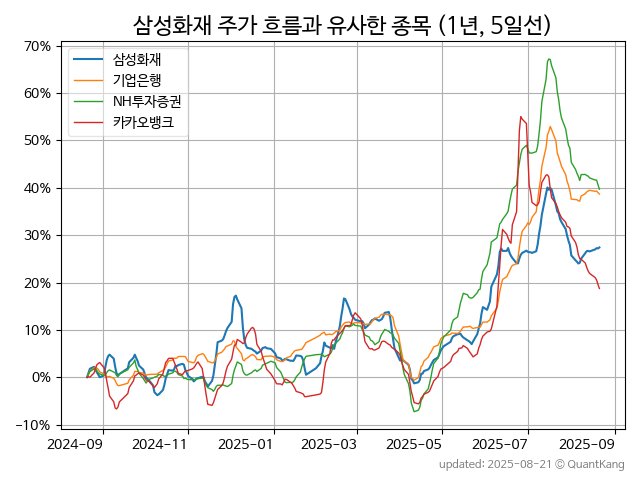 삼성화재 주가 흐름과 유사한 종목 (1년, 5일선)
삼성화재
기업은행
NH투자증권
카카오뱅크
70%
60%
50%
40%
30%
20%
10%
0%
−10%
2024-09 2024-11 2025-01 2025-03 2025-05 2025-07 2025-09
updated: 2025-08-21 © QuantKang